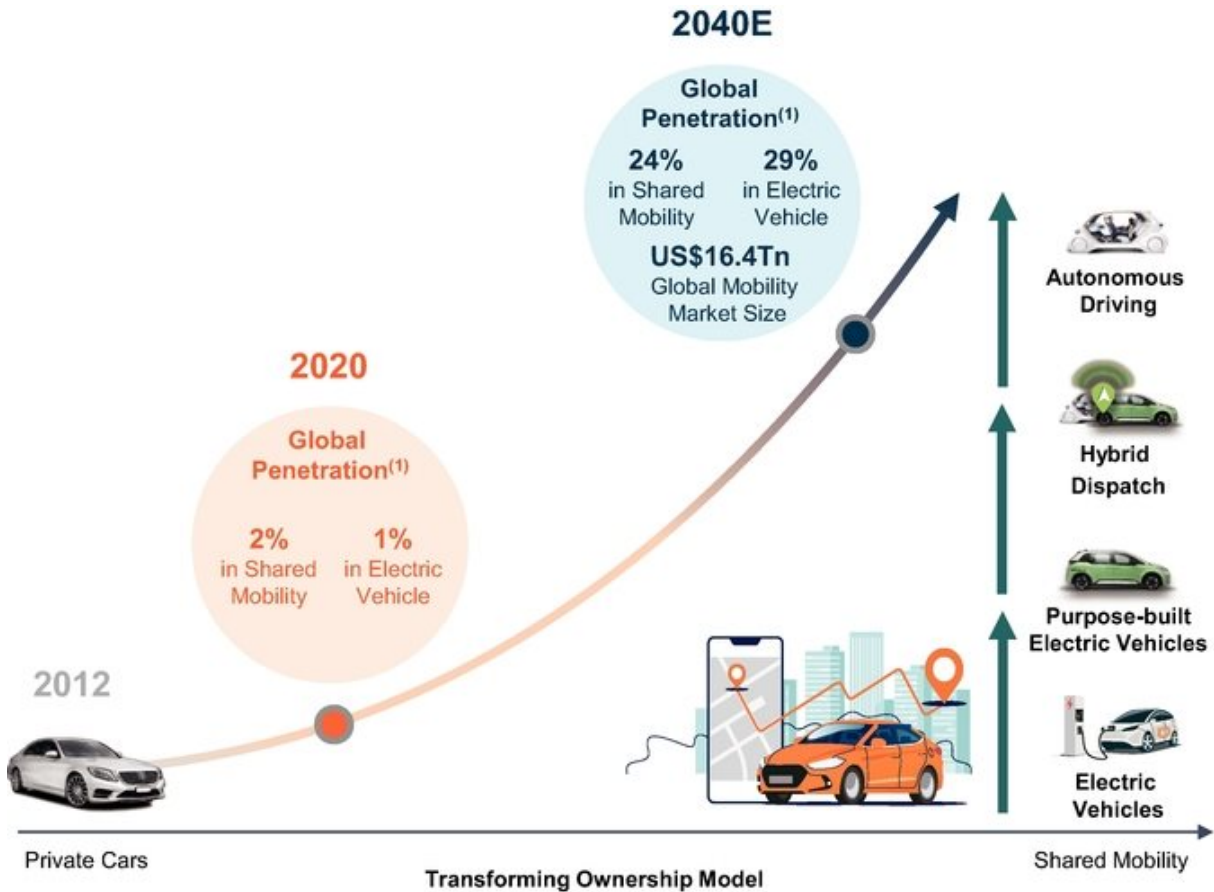 2040E
Global
Penetration(1)
24%
in Shared
Mobility
29%
in Electric
Vehicle
US$16.4Tn
Global Mobility
Market Size
2020
Global
Penetration(1)
2%
in Shared
Mobility
1%
in Electric
Vehicle
2012
Autonomous
Driving
Hybrid
Dispatch
Purpose-built
Electric Vehicles
Electric
Vehicles
Private Cars
Transforming Ownership Model
Shared Mobility